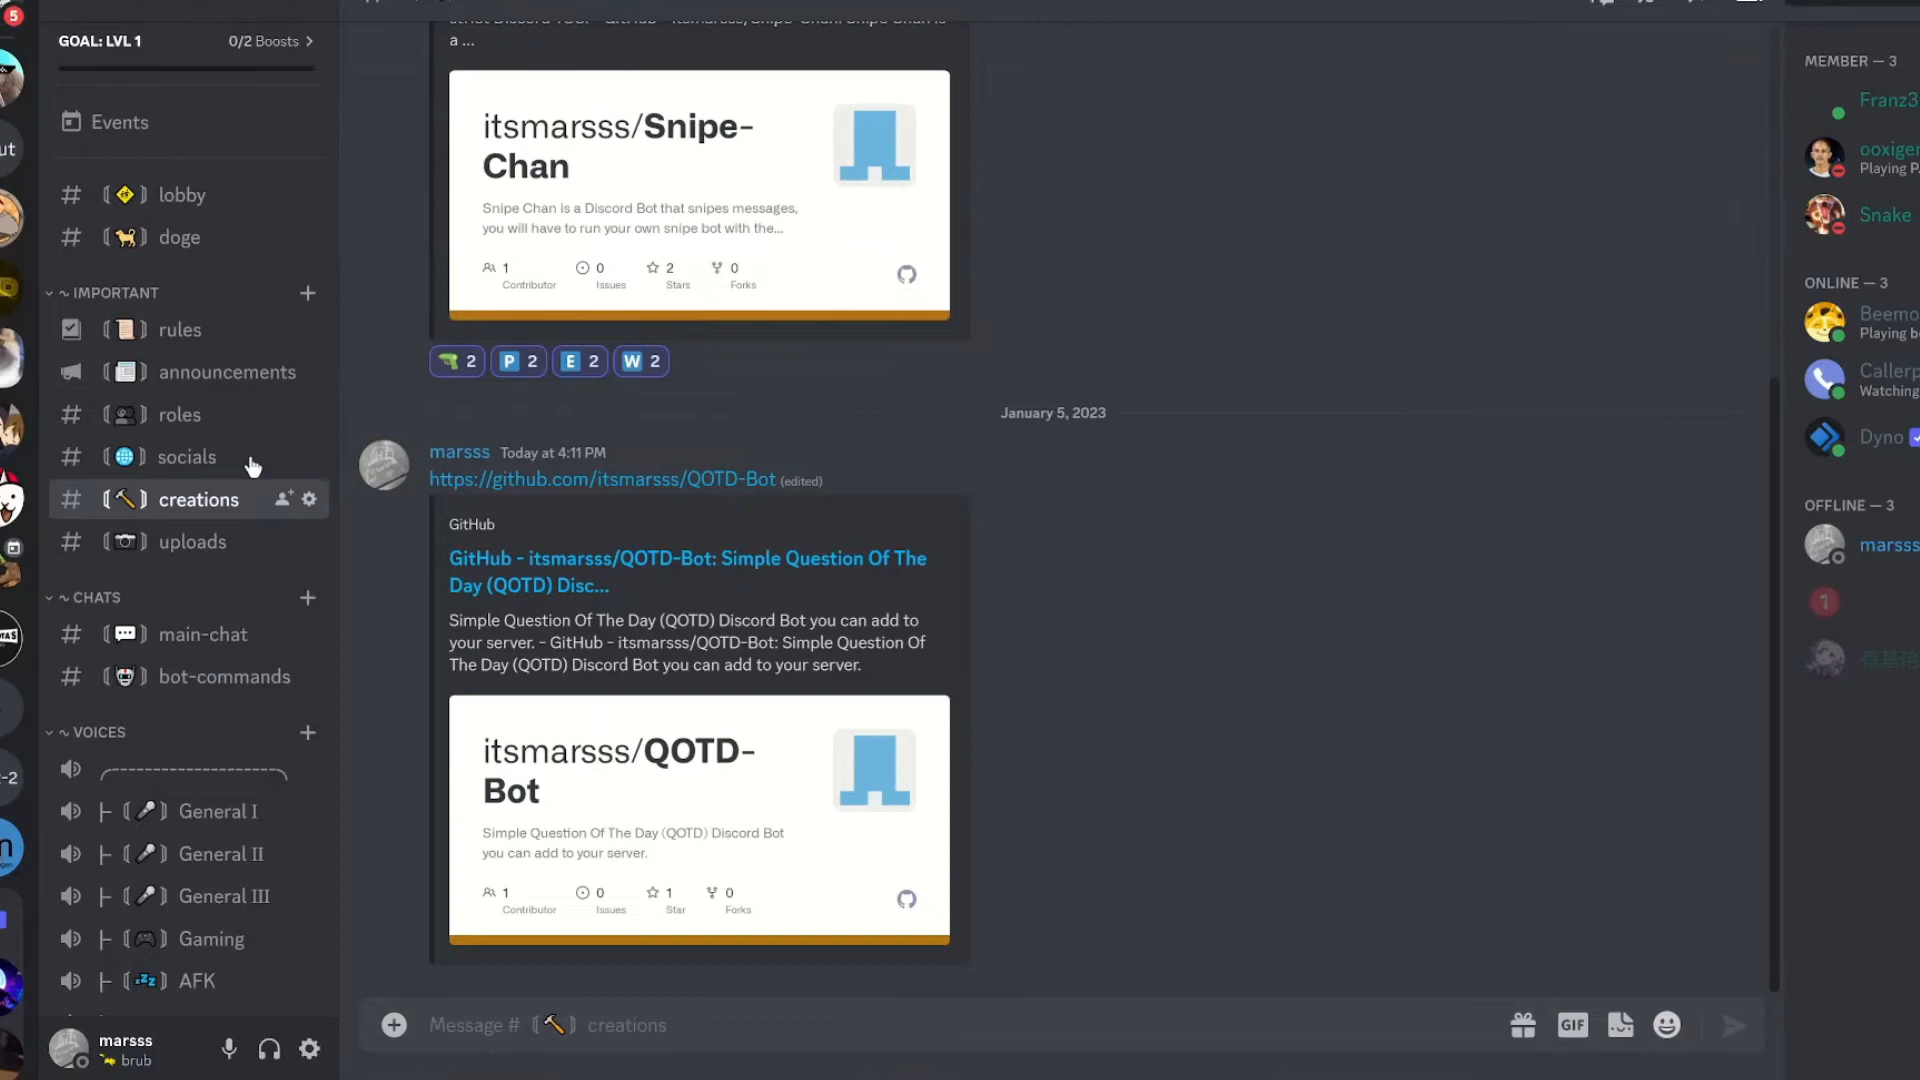 5
GOAL: LVL 1
0/2 Boosts
Events
lobby
doge
~ IMPORTANT
rules
announcements
roles
socials
creations
uploads
~ CHATS
main-chat
bot-commands
~ VOICES
General I
General II
General III
Gaming
AFK
marsss
brub
a ...
itsmarsss/Snipe-
Chan
Snipe Chan is a Discord Bot that snipes messages,
you will have to run your own snipe bot with the...
1 0 2 0
Contributor Issues Stars Forks
2 P 2 E 2 W 2
January 5, 2023
marsss Today at 4:11 PM
https://github.com/itsmarsss/QOTD-Bot (edited)
GitHub
GitHub - itsmarsss/QOTD-Bot: Simple Question Of The
Day (QOTD) Disc...
Simple Question Of The Day (QOTD) Discord Bot you can add to
your server. - GitHub - itsmarsss/QOTD-Bot: Simple Question Of
The Day (QOTD) Discord Bot you can add to your server.
itsmarsss/QOTD-
Bot
Simple Question Of The Day (QOTD) Discord Bot
you can add to your server.
1 0 1 0
Contributor Issues Star Forks
Message # creations
GIF
MEMBER — 3
Franz3
ooxigen
Playing P
Snake
ONLINE — 3
Beemo
Playing b
Callerp
Watching
Dyno
OFFLINE — 3
marsss
1